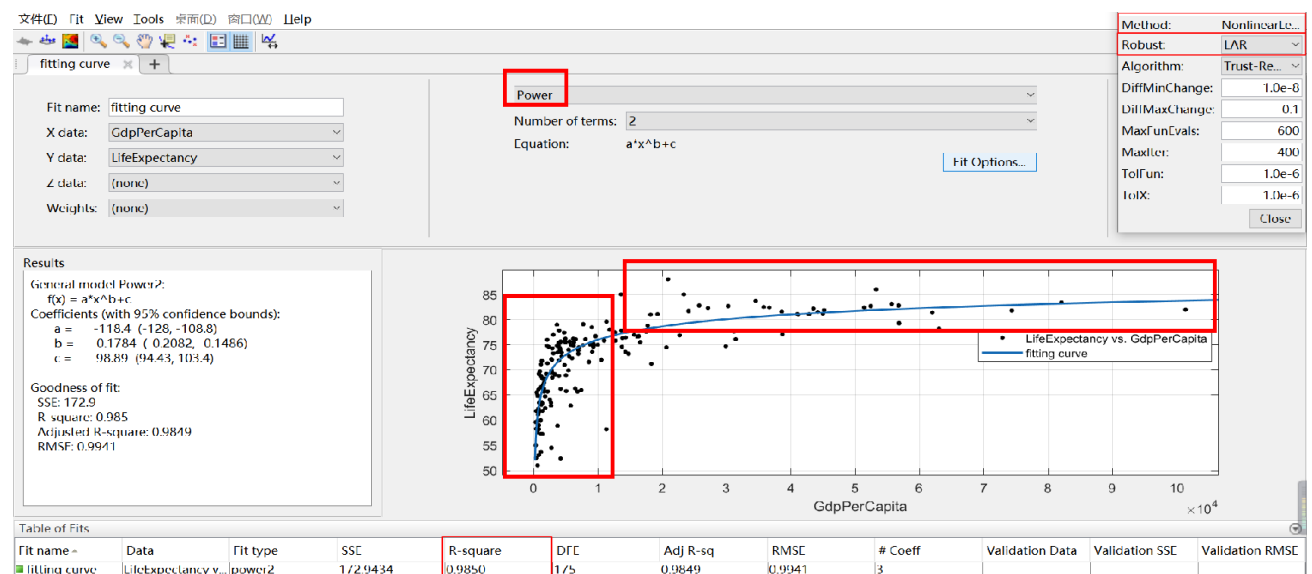 文件(F) Fit View Tools 桌面(D) 窗口(W) Help
fitting curve × +
Fit name: fitting curve
X data: GdpPerCapita
Y data: LifeExpectancy
Z data: (none)
Weights: (none)
Power
Number of terms: 2
Equation: a*x^b+c
Fit Options...
Method: NonlinearLe...
Robust: LAR
Algorithm: Trust-Re...
DiffMinChange: 1.0e-8
DiffMaxChange: 0.1
MaxFunEvals: 600
MaxIter: 400
TolFun: 1.0e-6
TolX: 1.0e-6
Close
Results
General model Power2:
f(x) = a*x^b+c
Coefficients (with 95% confidence bounds):
a = -118.4 (-128, -108.8)
b = 0.1784 ( 0.2082, 0.1486)
c = 98.89 (94.43, 103.4)
Goodness of fit:
SSE: 172.9
R square: 0.985
Adjusted R-square: 0.9849
RMSE: 0.9941
LifeExpectancy
85
80
75
70
65
60
55
50
0 1 2 3 4 5 6 7 8 9 10
×10^4
GdpPerCapita
LifeExpectancy vs. GdpPerCapita
fitting curve
Table of Fits
Fit name Data Fit type SSE R-square DFE Adj R-sq RMSE # Coeff Validation Data Validation SSE Validation RMSE
fitting curve LifeExpectancy v... power2 172.9434 0.9850 175 0.9849 0.9941 3